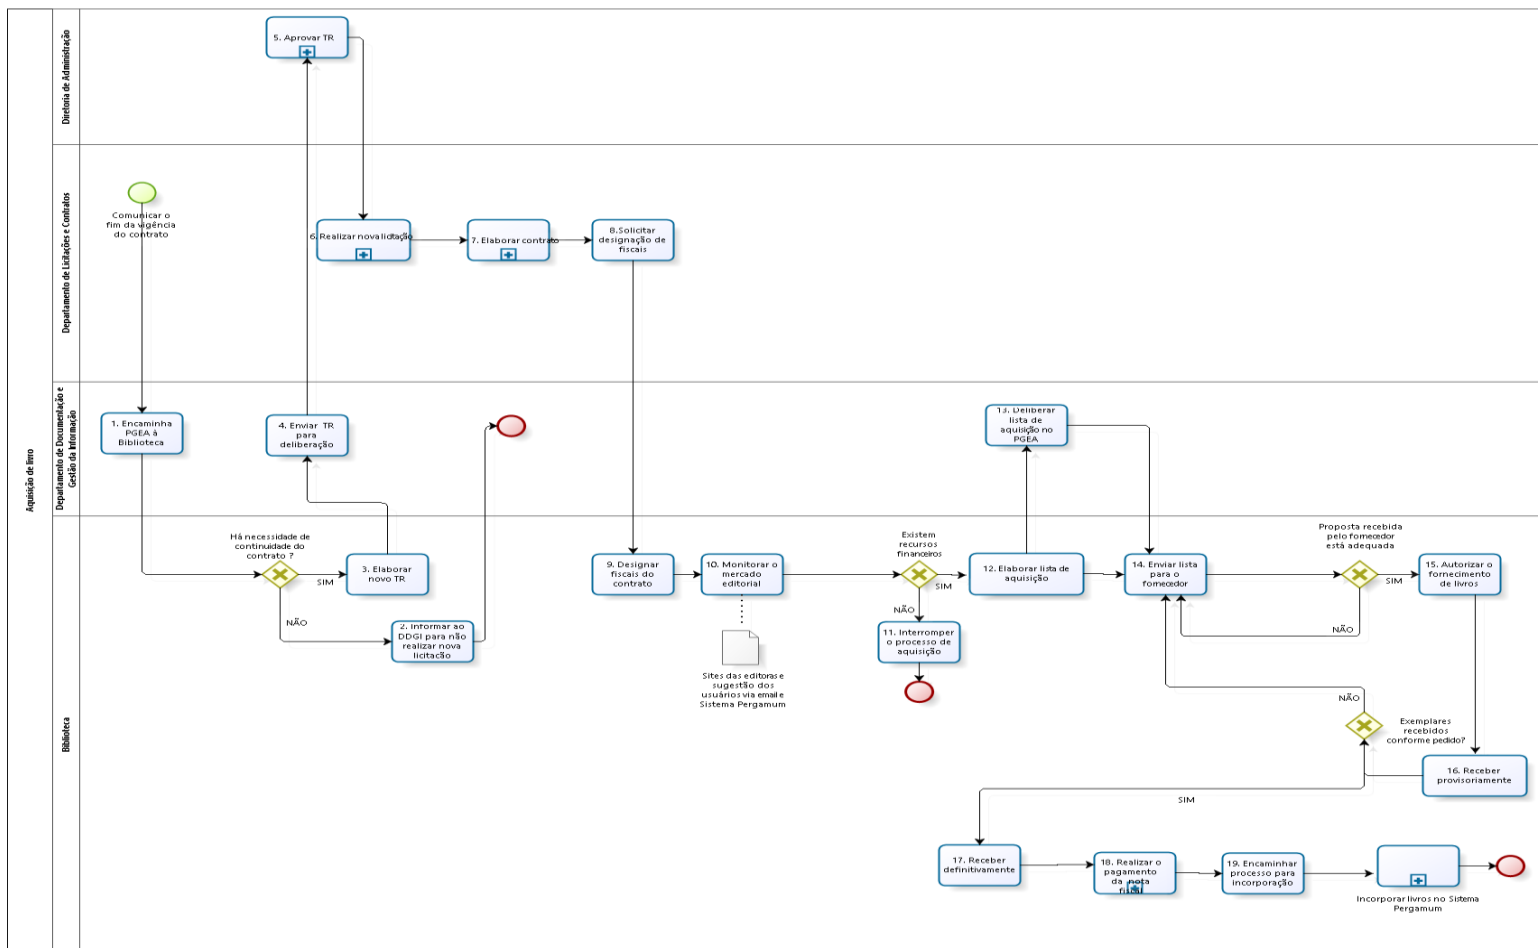 Aquisição de livro
Diretoria de Administração
5. Aprovar TR
Departamento de Licitações e Contratos
Comunicar o
fim da vigência
do contrato
6. Realizar nova licitação
7. Elaborar contrato
8.Solicitar
designação de
fiscais
Departamento de Documentação e
Gestão da Informação
1. Encaminha
PGEA à
Biblioteca
4. Enviar TR
para
deliberação
13. Deliberar
lista de
aquisição no
PGEA
Biblioteca
Há necessidade de
continuidade do
contrato ?
SIM
NÃO
3. Elaborar
novo TR
2. Informar ao
DDGI para não
realizar nova
licitacão
9. Designar
fiscais do
contrato
10. Monitorar o
mercado
editorial
Sites das editoras e
sugestão dos
usuários via email e
Sistema Pergamum
Existem
recursos
financeiros
SIM
NÃO
11. Interromper
o processo de
aquisição
12. Elaborar lista de
aquisição
14. Enviar lista
para o
fornecedor
Proposta recebida
pelo fornecedor
está adequada
SIM
NÃO
15. Autorizar o
fornecimento
de livros
16. Receber
provisoriamente
Exemplares
recebidos
conforme pedido?
NÃO
SIM
17. Receber
definitivamente
18. Realizar o
pagamento
da nota
fiscal
19. Encaminhar
processo para
incorporação
Incorporar livros no Sistema
Pergamum